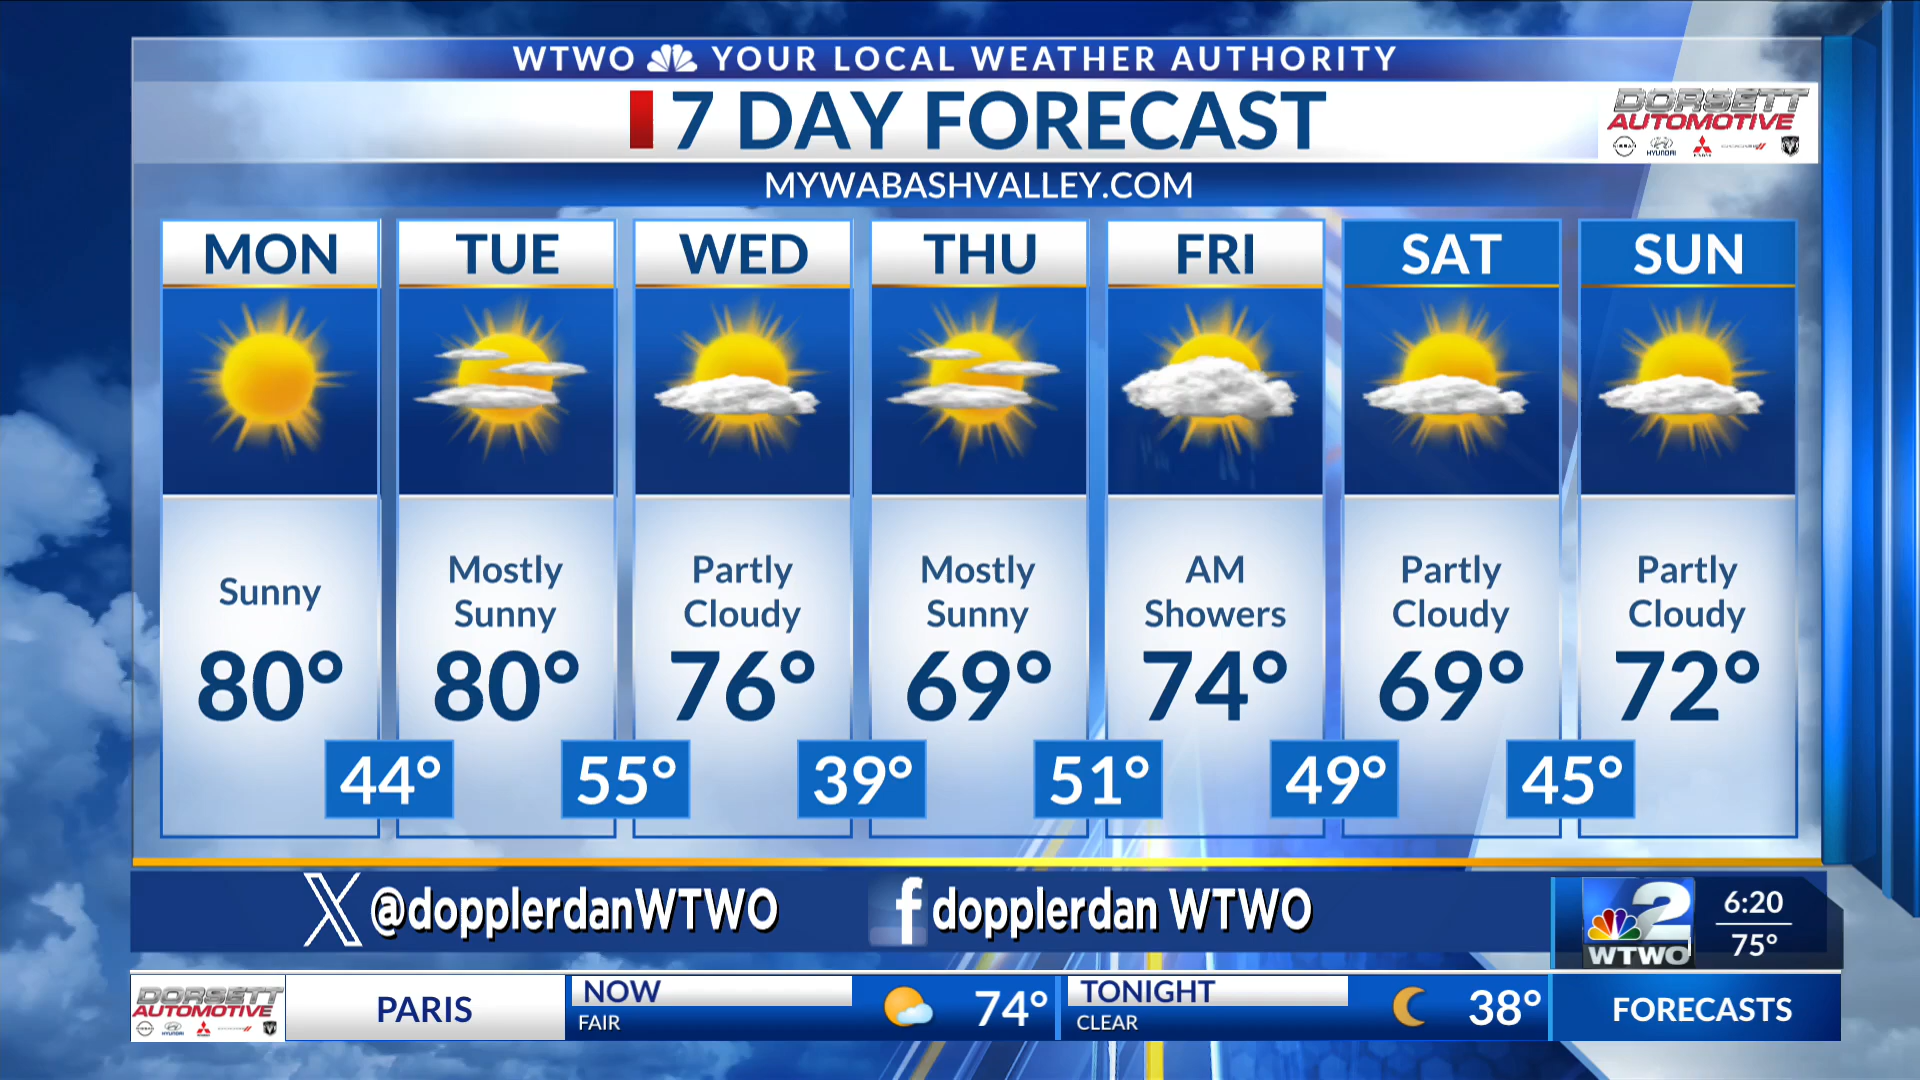 WTWO YOUR LOCAL WEATHER AUTHORITY
7 DAY FORECAST
DORSETT
AUTOMOTIVE
NISSAN
HYUNDAI
MYWABASHVALLEY.COM
MON
TUE
WED
THU
FRI
SAT
SUN
Sunny
Mostly
Sunny
Partly
Cloudy
Mostly
Sunny
AM
Showers
Partly
Cloudy
Partly
Cloudy
80°
80°
76°
69°
74°
69°
72°
44°
55°
39°
51°
49°
45°
X @dopplerdanWTWO
f dopplerdan WTWO
2
WTWO
6:20
75°
DORSETT
AUTOMOTIVE
PARIS
NOW
FAIR
74°
TONIGHT
CLEAR
38°
FORECASTS